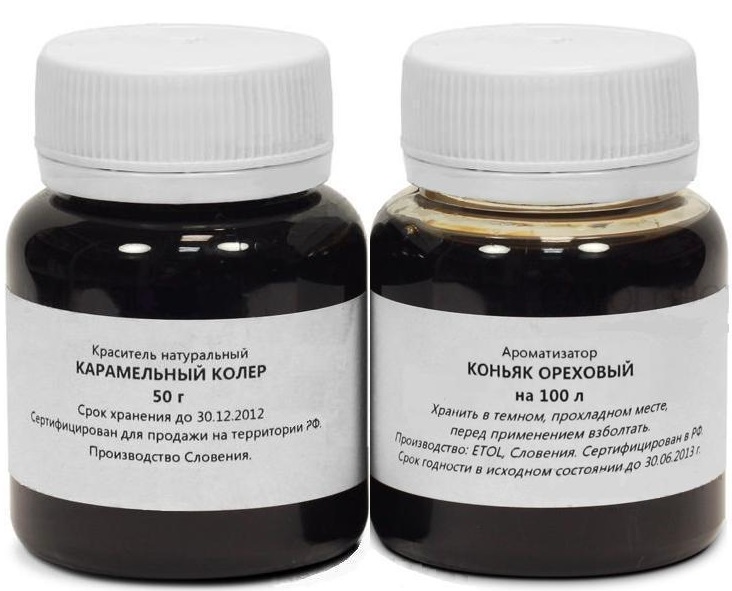 Краситель натуральный
КАРАМЕЛЬНЫЙ КОЛЕР
50 г
Срок хранения до 30.12.2012
Сертифицирован для продажи на территории РФ.
Производство Словения.
Ароматизатор
КОНЬЯК ОРЕХОВЫЙ
на 100 л
Хранить в темном, прохладном месте,
перед применением взболтать.
Производство: ETOL, Словения. Сертифицирован в РФ.
Срок годности в исходном состоянии до 30.06.2013 г.